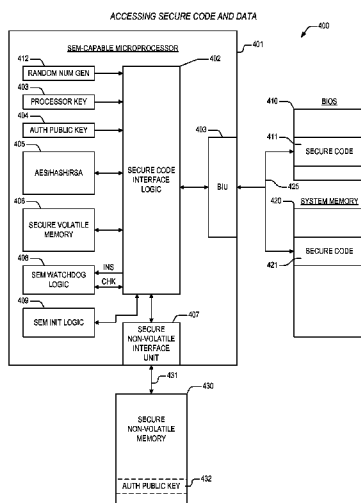 ACCESSING SECURE CODE AND DATA
400
SEM-CAPABLE MICROPROCESSOR
401
402
412
RANDOM NUM GEN
403
PROCESSOR KEY
404
AUTH PUBLIC KEY
405
AES/HASH/RSA
SECURE CODE
INTERFACE
LOGIC
493
BIU
406
SECURE VOLATILE
MEMORY
408
SEM WATCHDOG
LOGIC
INS
CHK
409
SEM INIT LOGIC
407
SECURE
NON-VOLATILE
INTERFACE
UNIT
410
BIOS
411
SECURE CODE
425
SYSTEM MEMORY
420
SECURE CODE
421
431
430
SECURE
NON-VOLATILE
MEMORY
AUTH PUBLIC KEY
432